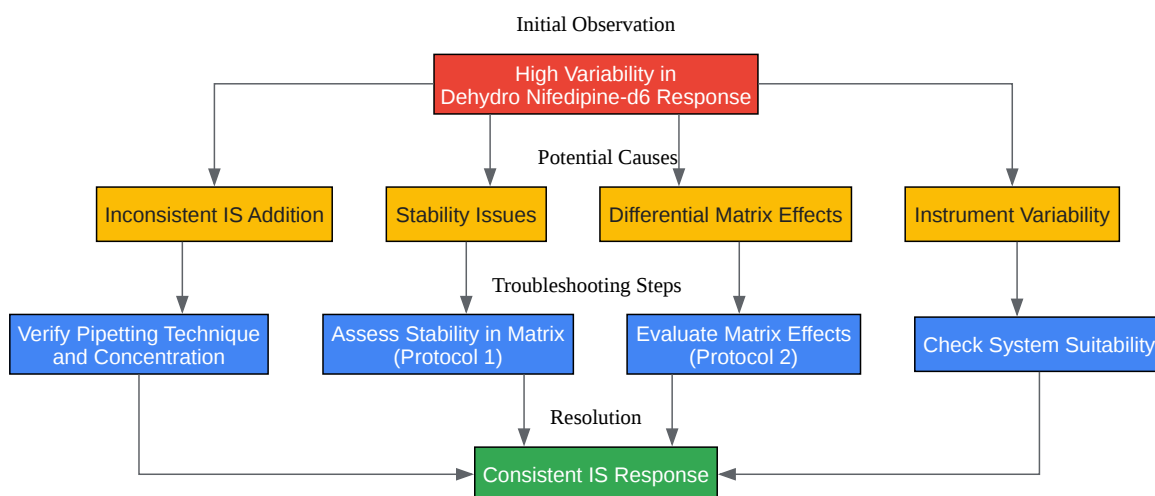 Initial Observation
High Variability in
Dehydro Nifedipine-d6 Response
Potential Causes
Inconsistent IS Addition
Stability Issues
Differential Matrix Effects
Instrument Variability
Troubleshooting Steps
Verify Pipetting Technique
and Concentration
Assess Stability in Matrix
(Protocol 1)
Evaluate Matrix Effects
(Protocol 2)
Check System Suitability
Resolution
Consistent IS Response